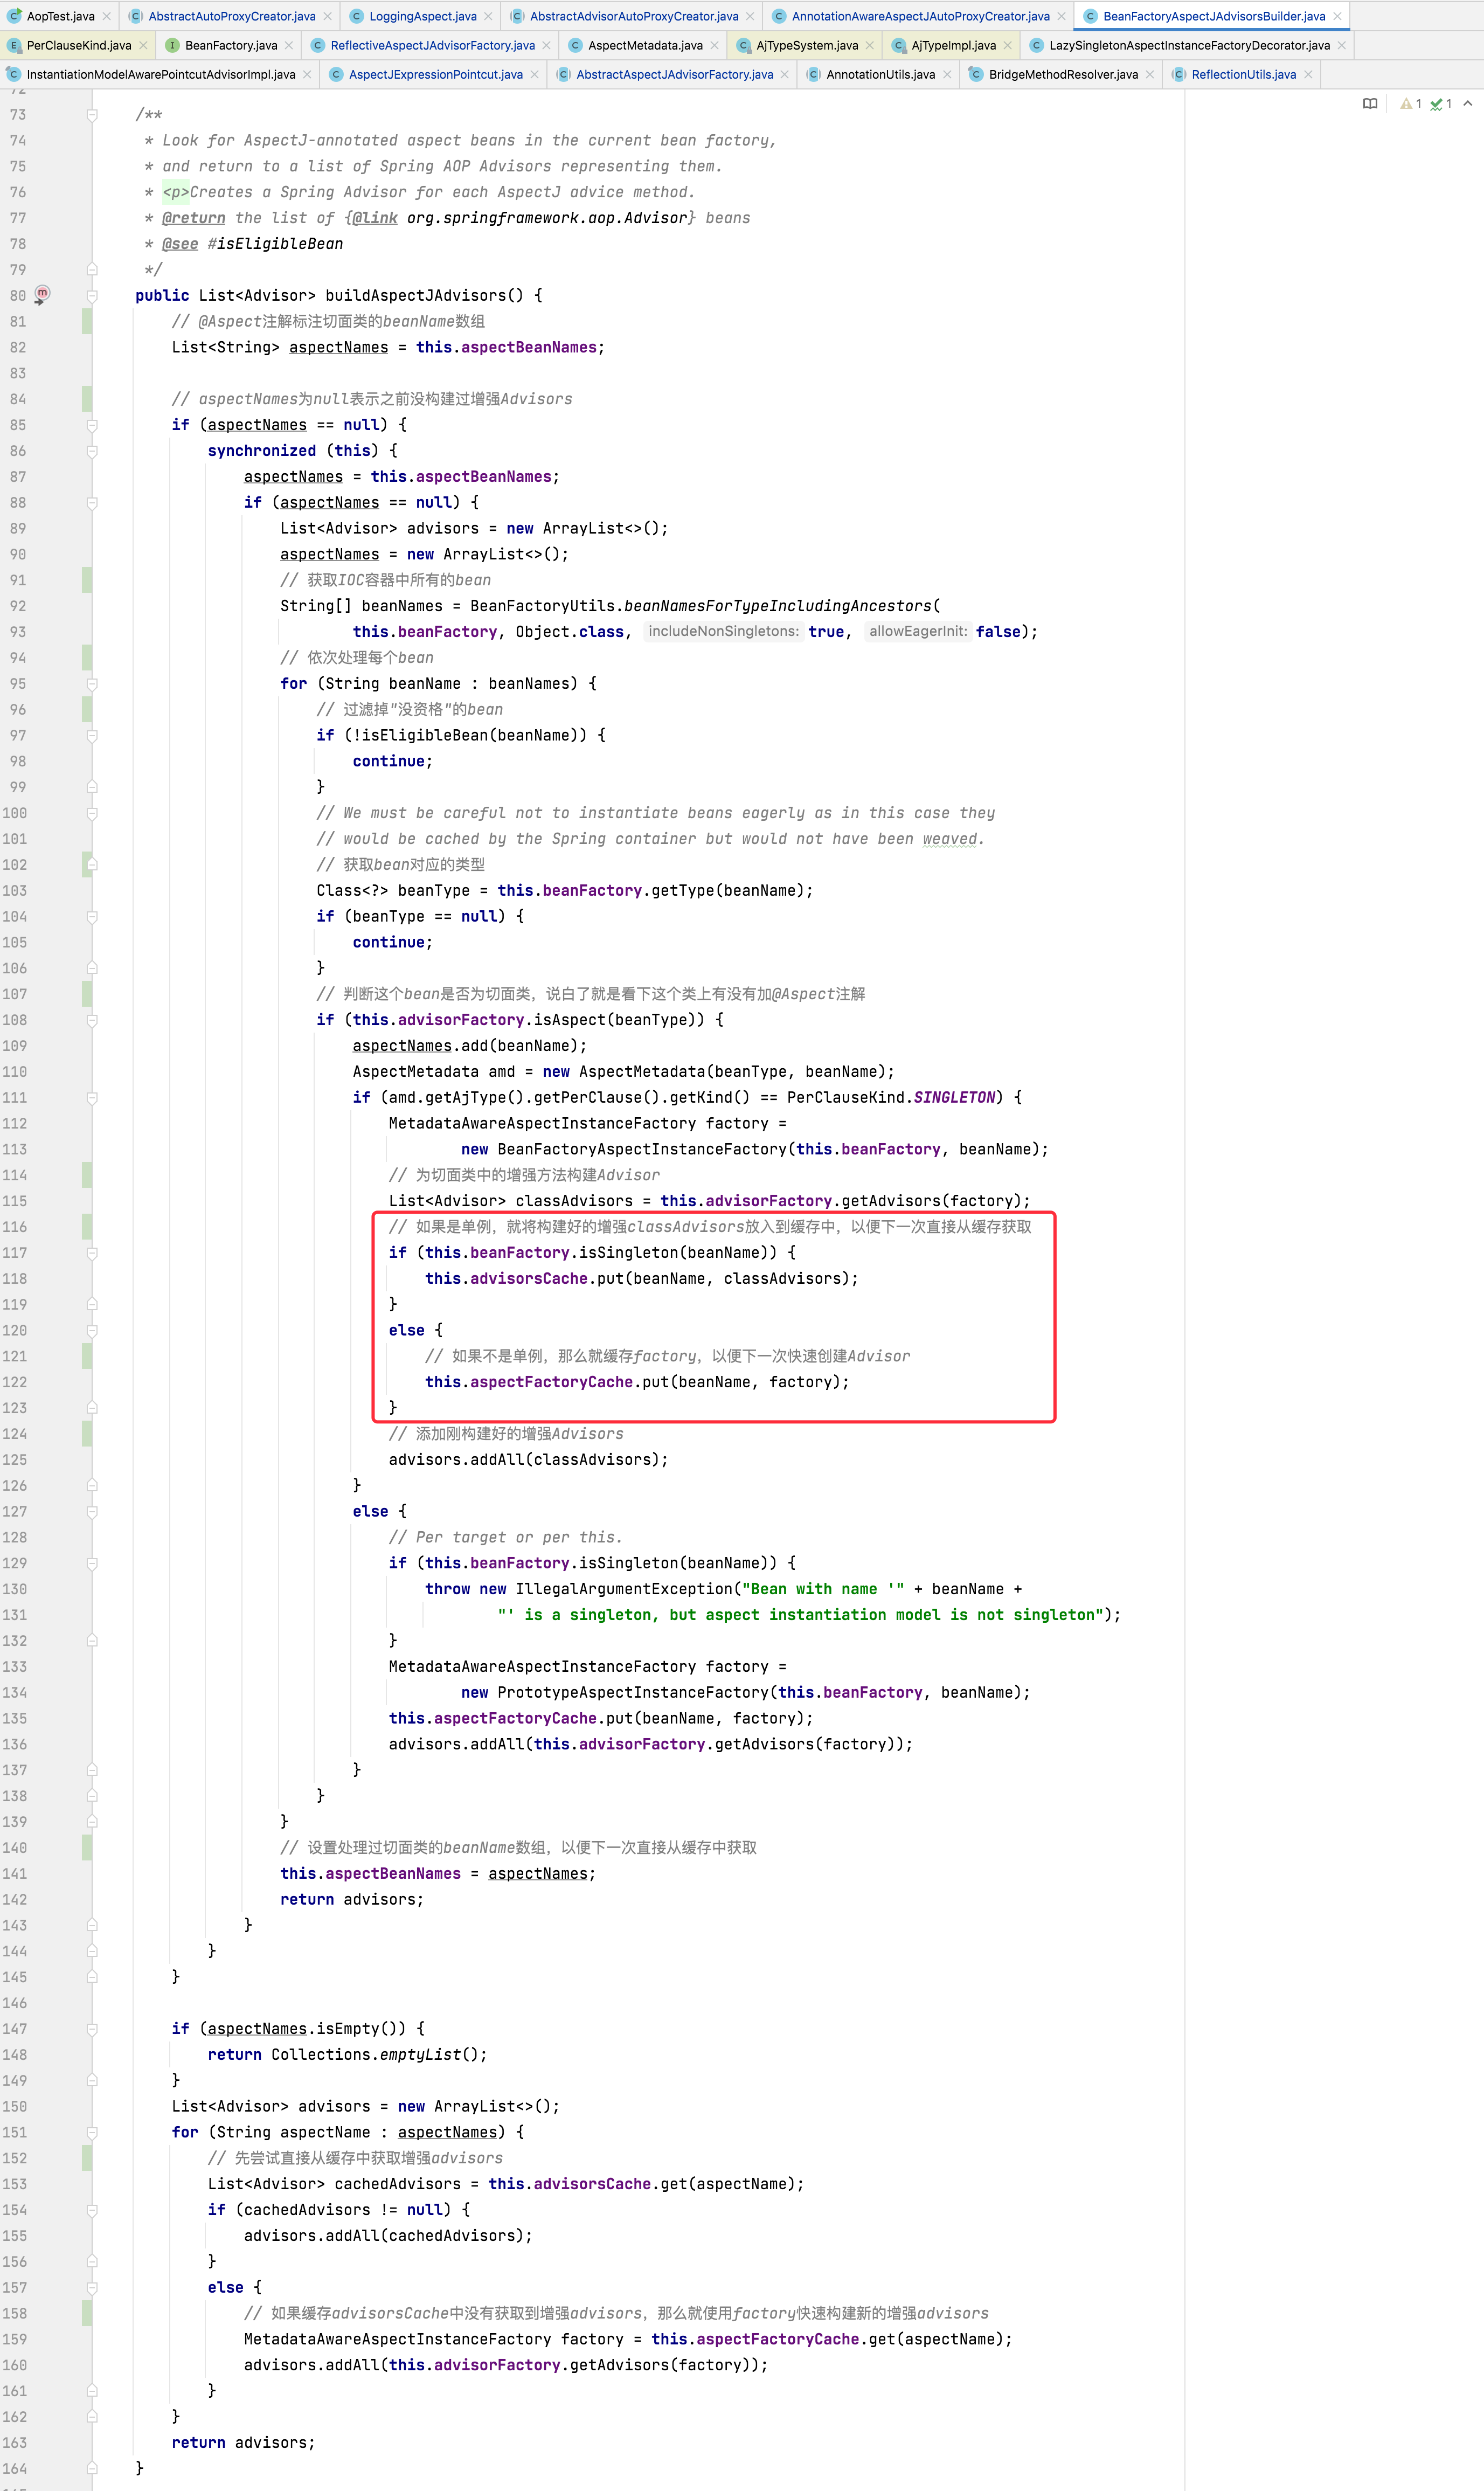 AopTest.java AbstractAutoProxyCreator.java LoggingAspect.java AbstractAdvisorAutoProxyCreator.java AnnotationAwareAspectJAutoProxyCreator.java BeanFactoryAspectJAdvisorsBuilder.java
PerClauseKind.java BeanFactory.java ReflectiveAspectJAdvisorFactory.java AspectMetadata.java AjTypeSystem.java AjTypeImpl.java LazySingletonAspectInstanceFactoryDecorator.java
InstantiationModelAwarePointcutAdvisorImpl.java AspectJExpressionPointcut.java AbstractAspectJAdvisorFactory.java AnnotationUtils.java BridgeMethodResolver.java ReflectionUtils.java
1 1
72
73 /**
74 * Look for AspectJ-annotated aspect beans in the current bean factory,
75 * and return to a list of Spring AOP Advisors representing them.
76 * <p>Creates a Spring Advisor for each AspectJ advice method.
77 * @return the list of {@link org.springframework.aop.Advisor} beans
78 * @see #isEligibleBean
79 */
80 public List<Advisor> buildAspectJAdvisors() {
81 // @Aspect注解标注切面类的beanName数组
82 List<String> aspectNames = this.aspectBeanNames;
83
84 // aspectNames为null表示之前没构建过增强Advisors
85 if (aspectNames == null) {
86 synchronized (this) {
87 aspectNames = this.aspectBeanNames;
88 if (aspectNames == null) {
89 List<Advisor> advisors = new ArrayList<>();
90 aspectNames = new ArrayList<>();
91 // 获取IOC容器中所有的bean
92 String[] beanNames = BeanFactoryUtils.beanNamesForTypeIncludingAncestors(
93 this.beanFactory, Object.class, includeNonSingletons: true, allowEagerInit: false);
94 // 依次处理每个bean
95 for (String beanName : beanNames) {
96 // 过滤掉"没资格"的bean
97 if (!isEligibleBean(beanName)) {
98 continue;
99 }
100 // We must be careful not to instantiate beans eagerly as in this case they
101 // would be cached by the Spring container but would not have been weaved.
102 // 获取bean对应的类型
103 Class<?> beanType = this.beanFactory.getType(beanName);
104 if (beanType == null) {
105 continue;
106 }
107 // 判断这个bean是否为切面类，说白了就是看下这个类上有没有加@Aspect注解
108 if (this.advisorFactory.isAspect(beanType)) {
109 aspectNames.add(beanName);
110 AspectMetadata amd = new AspectMetadata(beanType, beanName);
111 if (amd.getAjType().getPerClause().getKind() == PerClauseKind.SINGLETON) {
112 MetadataAwareAspectInstanceFactory factory =
113 new BeanFactoryAspectInstanceFactory(this.beanFactory, beanName);
114 // 为切面类中的增强方法构建Advisor
115 List<Advisor> classAdvisors = this.advisorFactory.getAdvisors(factory);
116 // 如果是单例，就将构建好的增强classAdvisors放入到缓存中，以便下一次直接从缓存获取
117 if (this.beanFactory.isSingleton(beanName)) {
118 this.advisorsCache.put(beanName, classAdvisors);
119 }
120 else {
121 // 如果不是单例，那么就缓存factory，以便下一次快速创建Advisor
122 this.aspectFactoryCache.put(beanName, factory);
123 }
124 // 添加刚构建好的增强Advisors
125 advisors.addAll(classAdvisors);
126 }
127 else {
128 // Per target or per this.
129 if (this.beanFactory.isSingleton(beanName)) {
130 throw new IllegalArgumentException("Bean with name '" + beanName +
131 "' is a singleton, but aspect instantiation model is not singleton");
132 }
133 MetadataAwareAspectInstanceFactory factory =
134 new PrototypeAspectInstanceFactory(this.beanFactory, beanName);
135 this.aspectFactoryCache.put(beanName, factory);
136 advisors.addAll(this.advisorFactory.getAdvisors(factory));
137 }
138 }
139 }
140 // 设置处理过切面类的beanName数组，以便下一次直接从缓存中获取
141 this.aspectBeanNames = aspectNames;
142 return advisors;
143 }
144 }
145 }
146
147 if (aspectNames.isEmpty()) {
148 return Collections.emptyList();
149 }
150 List<Advisor> advisors = new ArrayList<>();
151 for (String aspectName : aspectNames) {
152 // 先尝试直接从缓存中获取增强advisors
153 List<Advisor> cachedAdvisors = this.advisorsCache.get(aspectName);
154 if (cachedAdvisors != null) {
155 advisors.addAll(cachedAdvisors);
156 }
157 else {
158 // 如果缓存advisorsCache中没有获取到增强advisors，那么就使用factory快速构建新的增强advisors
159 MetadataAwareAspectInstanceFactory factory = this.aspectFactoryCache.get(aspectName);
160 advisors.addAll(this.advisorFactory.getAdvisors(factory));
161 }
162 }
163 return advisors;
164 }